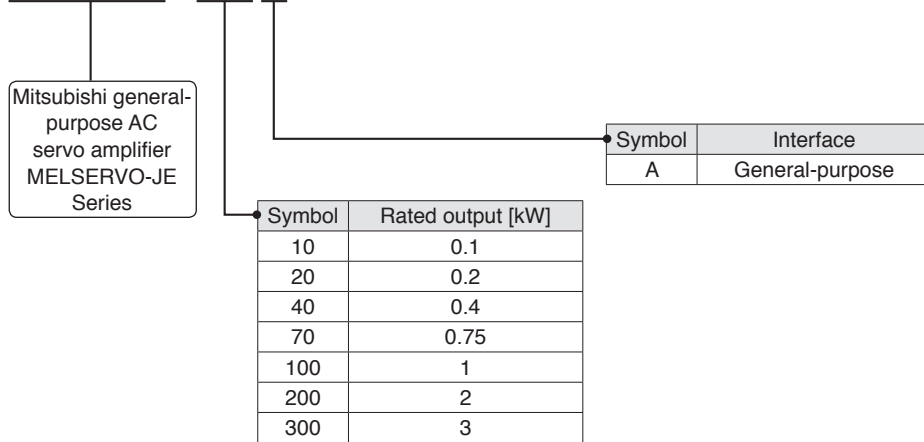 Mitsubishi general-
purpose AC
servo amplifier
MELSERVO-JE
Series
Symbol Interface
A General-purpose
Symbol Rated output [kW]
10 0.1
20 0.2
40 0.4
70 0.75
100 1
200 2
300 3